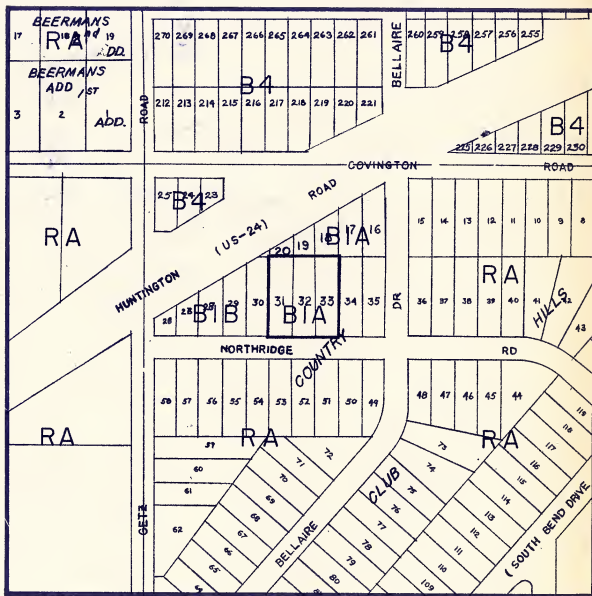 BEERMANS
17 18 2nd 19
RA
ADD.
BEERMANS
ADD 1ST
3 2 1
ADD.
ROAD
270 269 268 267 266 265 264 263 262 261
B4
212 213 214 215 216 217 218 219 220 221
BELLAIRE
260 259 258 257 256 255
B4
B4
225 226 227 228 229 230
COVINGTON ROAD
RA
25 24 23
B4
HUNTINGTON (US-24) ROAD
20 19 18 17 16
B1A
15 14 13 12 11 10 9 8
RA
28 29 30 31 32 33 34 35
B1B
B1A
DR
36 37 38 39 40 41 42
43
HILLS
NORTHRIDGE RD
COUNTRY
58 57 56 55 54 53 52 51 50 49
48 47 46 45 44
RA
RA
RA
59
60
61
62
72
71
70
69
68
67
66
65
73
74
75
76
77
78
79
80
CLUB
119
118
117
116
115
114
113
112
111
110
109
GETZ
BELLAIRE
(SOUTH BEND DRIVE